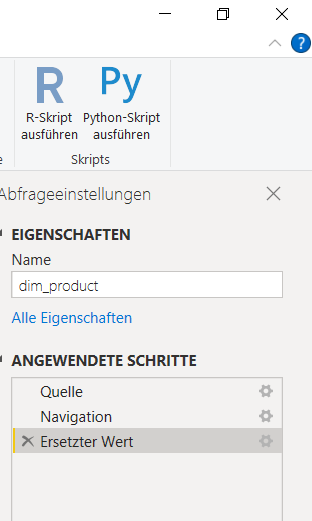 ?
R Py
R-Skript Python-Skript
ausführen ausführen
Skripts
Abfrageeinstellungen
EIGENSCHAFTEN
Name
dim_product
Alle Eigenschaften
ANGEWENDETE SCHRITTE
Quelle
Navigation
Ersetzter Wert